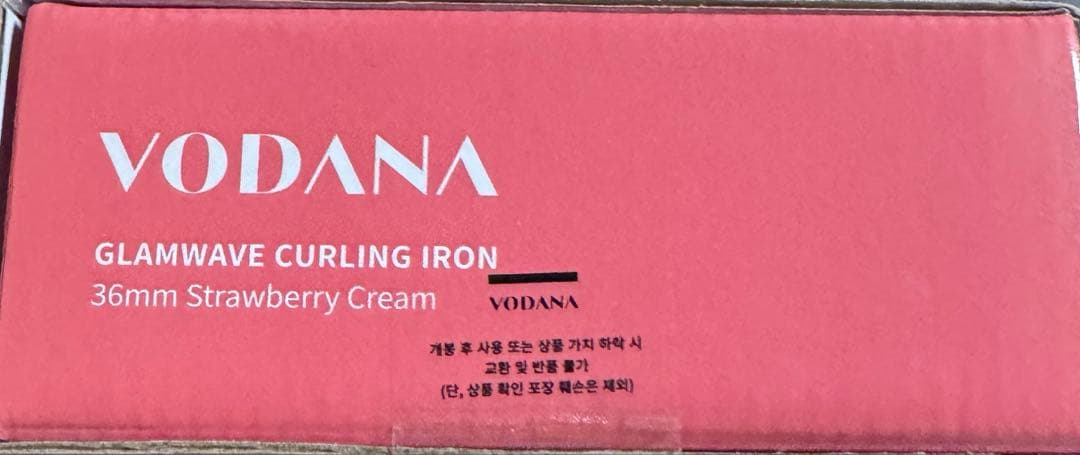 VODANA
GLAMWAVE CURLING IRON
36mm Strawberry Cream
VODANA
개봉 후 사용 또는 상품 가치 하락 시
교환 및 반품 불가
(단, 상품 확인 포장 훼손은 제외)